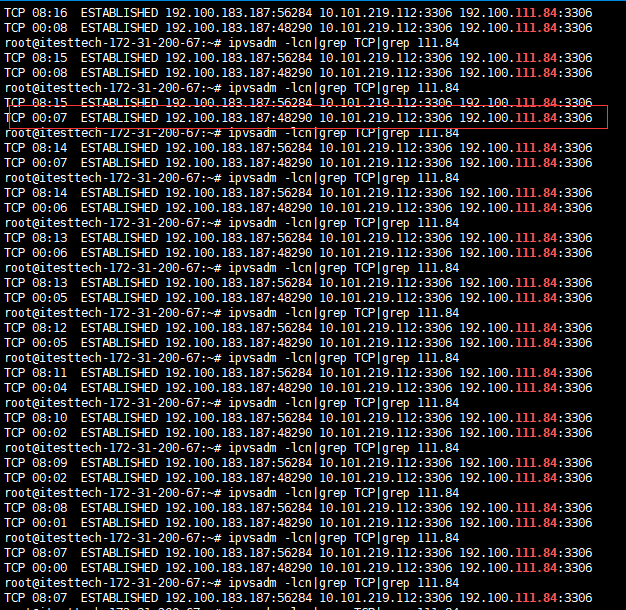 TCP 08:16  ESTABLISHED 192.100.183.187:56284 10.101.219.112:3306 192.100.111.84:3306
TCP 00:08  ESTABLISHED 192.100.183.187:48290 10.101.219.112:3306 192.100.111.84:3306
root@itesttech-172-31-200-67:~# ipvsadm -lcn|grep TCP|grep 111.84
TCP 08:15  ESTABLISHED 192.100.183.187:56284 10.101.219.112:3306 192.100.111.84:3306
TCP 00:08  ESTABLISHED 192.100.183.187:48290 10.101.219.112:3306 192.100.111.84:3306
root@itesttech-172-31-200-67:~# ipvsadm -lcn|grep TCP|grep 111.84
TCP 08:15  ESTABLISHED 192.100.183.187:56284 10.101.219.112:3306 192.100.111.84:3306
TCP 00:07  ESTABLISHED 192.100.183.187:48290 10.101.219.112:3306 192.100.111.84:3306
root@itesttech-172-31-200-67:~# ipvsadm -lcn|grep TCP|grep 111.84
TCP 08:14  ESTABLISHED 192.100.183.187:56284 10.101.219.112:3306 192.100.111.84:3306
TCP 00:07  ESTABLISHED 192.100.183.187:48290 10.101.219.112:3306 192.100.111.84:3306
root@itesttech-172-31-200-67:~# ipvsadm -lcn|grep TCP|grep 111.84
TCP 08:14  ESTABLISHED 192.100.183.187:56284 10.101.219.112:3306 192.100.111.84:3306
TCP 00:06  ESTABLISHED 192.100.183.187:48290 10.101.219.112:3306 192.100.111.84:3306
root@itesttech-172-31-200-67:~# ipvsadm -lcn|grep TCP|grep 111.84
TCP 08:13  ESTABLISHED 192.100.183.187:56284 10.101.219.112:3306 192.100.111.84:3306
TCP 00:06  ESTABLISHED 192.100.183.187:48290 10.101.219.112:3306 192.100.111.84:3306
root@itesttech-172-31-200-67:~# ipvsadm -lcn|grep TCP|grep 111.84
TCP 08:13  ESTABLISHED 192.100.183.187:56284 10.101.219.112:3306 192.100.111.84:3306
TCP 00:05  ESTABLISHED 192.100.183.187:48290 10.101.219.112:3306 192.100.111.84:3306
root@itesttech-172-31-200-67:~# ipvsadm -lcn|grep TCP|grep 111.84
TCP 08:12  ESTABLISHED 192.100.183.187:56284 10.101.219.112:3306 192.100.111.84:3306
TCP 00:05  ESTABLISHED 192.100.183.187:48290 10.101.219.112:3306 192.100.111.84:3306
root@itesttech-172-31-200-67:~# ipvsadm -lcn|grep TCP|grep 111.84
TCP 08:11  ESTABLISHED 192.100.183.187:56284 10.101.219.112:3306 192.100.111.84:3306
TCP 00:04  ESTABLISHED 192.100.183.187:48290 10.101.219.112:3306 192.100.111.84:3306
root@itesttech-172-31-200-67:~# ipvsadm -lcn|grep TCP|grep 111.84
TCP 08:10  ESTABLISHED 192.100.183.187:56284 10.101.219.112:3306 192.100.111.84:3306
TCP 00:02  ESTABLISHED 192.100.183.187:48290 10.101.219.112:3306 192.100.111.84:3306
root@itesttech-172-31-200-67:~# ipvsadm -lcn|grep TCP|grep 111.84
TCP 08:09  ESTABLISHED 192.100.183.187:56284 10.101.219.112:3306 192.100.111.84:3306
TCP 00:02  ESTABLISHED 192.100.183.187:48290 10.101.219.112:3306 192.100.111.84:3306
root@itesttech-172-31-200-67:~# ipvsadm -lcn|grep TCP|grep 111.84
TCP 08:08  ESTABLISHED 192.100.183.187:56284 10.101.219.112:3306 192.100.111.84:3306
TCP 00:01  ESTABLISHED 192.100.183.187:48290 10.101.219.112:3306 192.100.111.84:3306
root@itesttech-172-31-200-67:~# ipvsadm -lcn|grep TCP|grep 111.84
TCP 08:07  ESTABLISHED 192.100.183.187:56284 10.101.219.112:3306 192.100.111.84:3306
TCP 00:00  ESTABLISHED 192.100.183.187:48290 10.101.219.112:3306 192.100.111.84:3306
root@itesttech-172-31-200-67:~# ipvsadm -lcn|grep TCP|grep 111.84
TCP 08:07  ESTABLISHED 192.100.183.187:56284 10.101.219.112:3306 192.100.111.84:3306